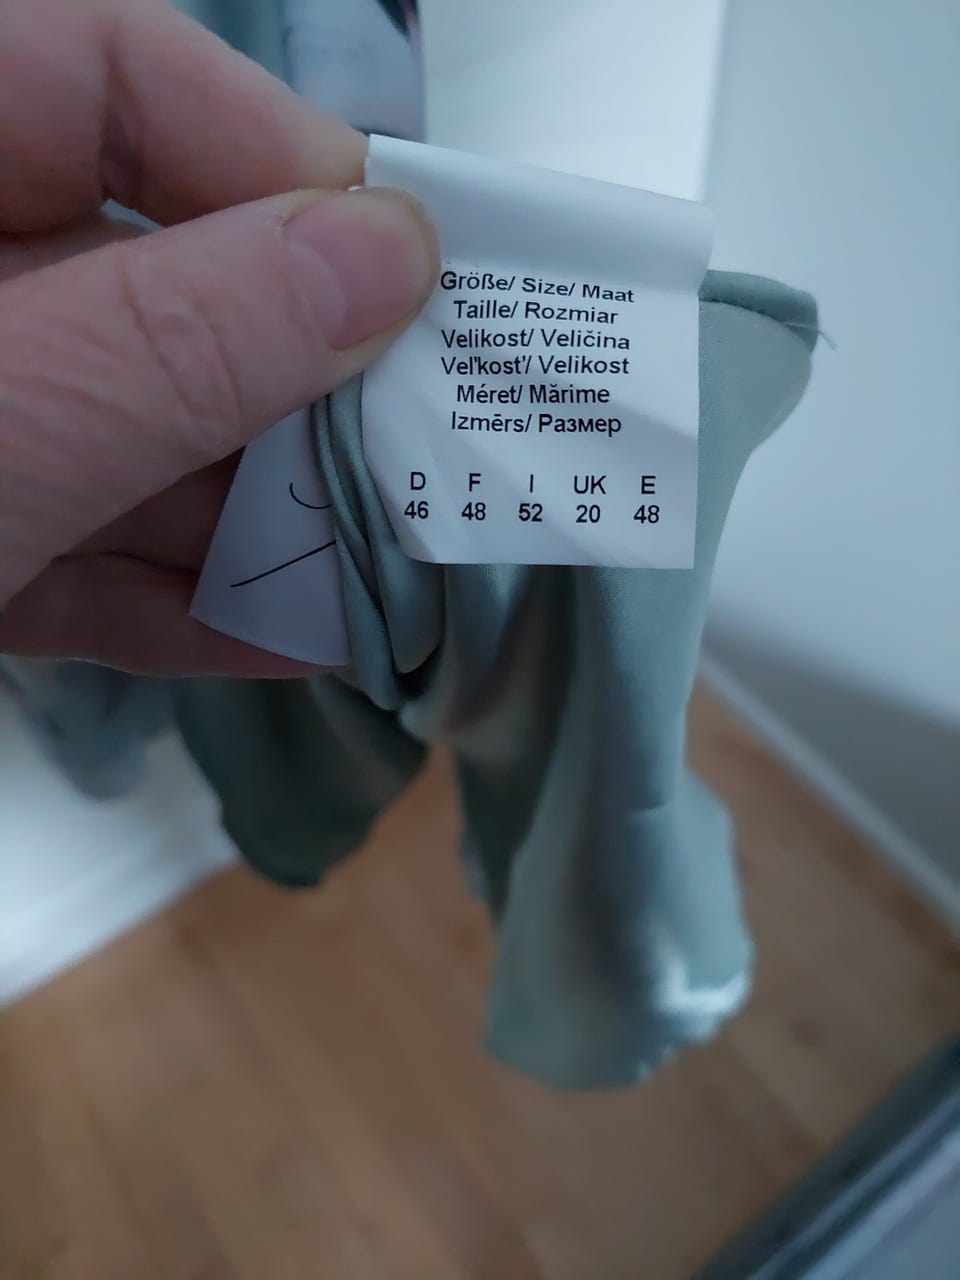 Größe/ Size/ Maat
Taille/ Rozmiar
Velikost/ Veličina
Veľkosť/ Velikost
Méret/ Mărime
Izmērs/ Размер
D F I UK E
46 48 52 20 48